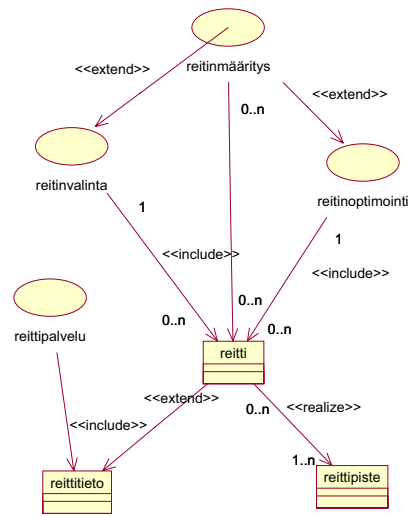 reitinmääritys
<<extend>>
<<extend>>
0..n
reitinvalinta
reitinoptimointi
1
1
<<include>>
<<include>>
0..n
0..n
0..n
reittipalvelu
reitti
<<extend>>
0..n
<<realize>>
<<include>>
1..n
reittitieto
reittipiste